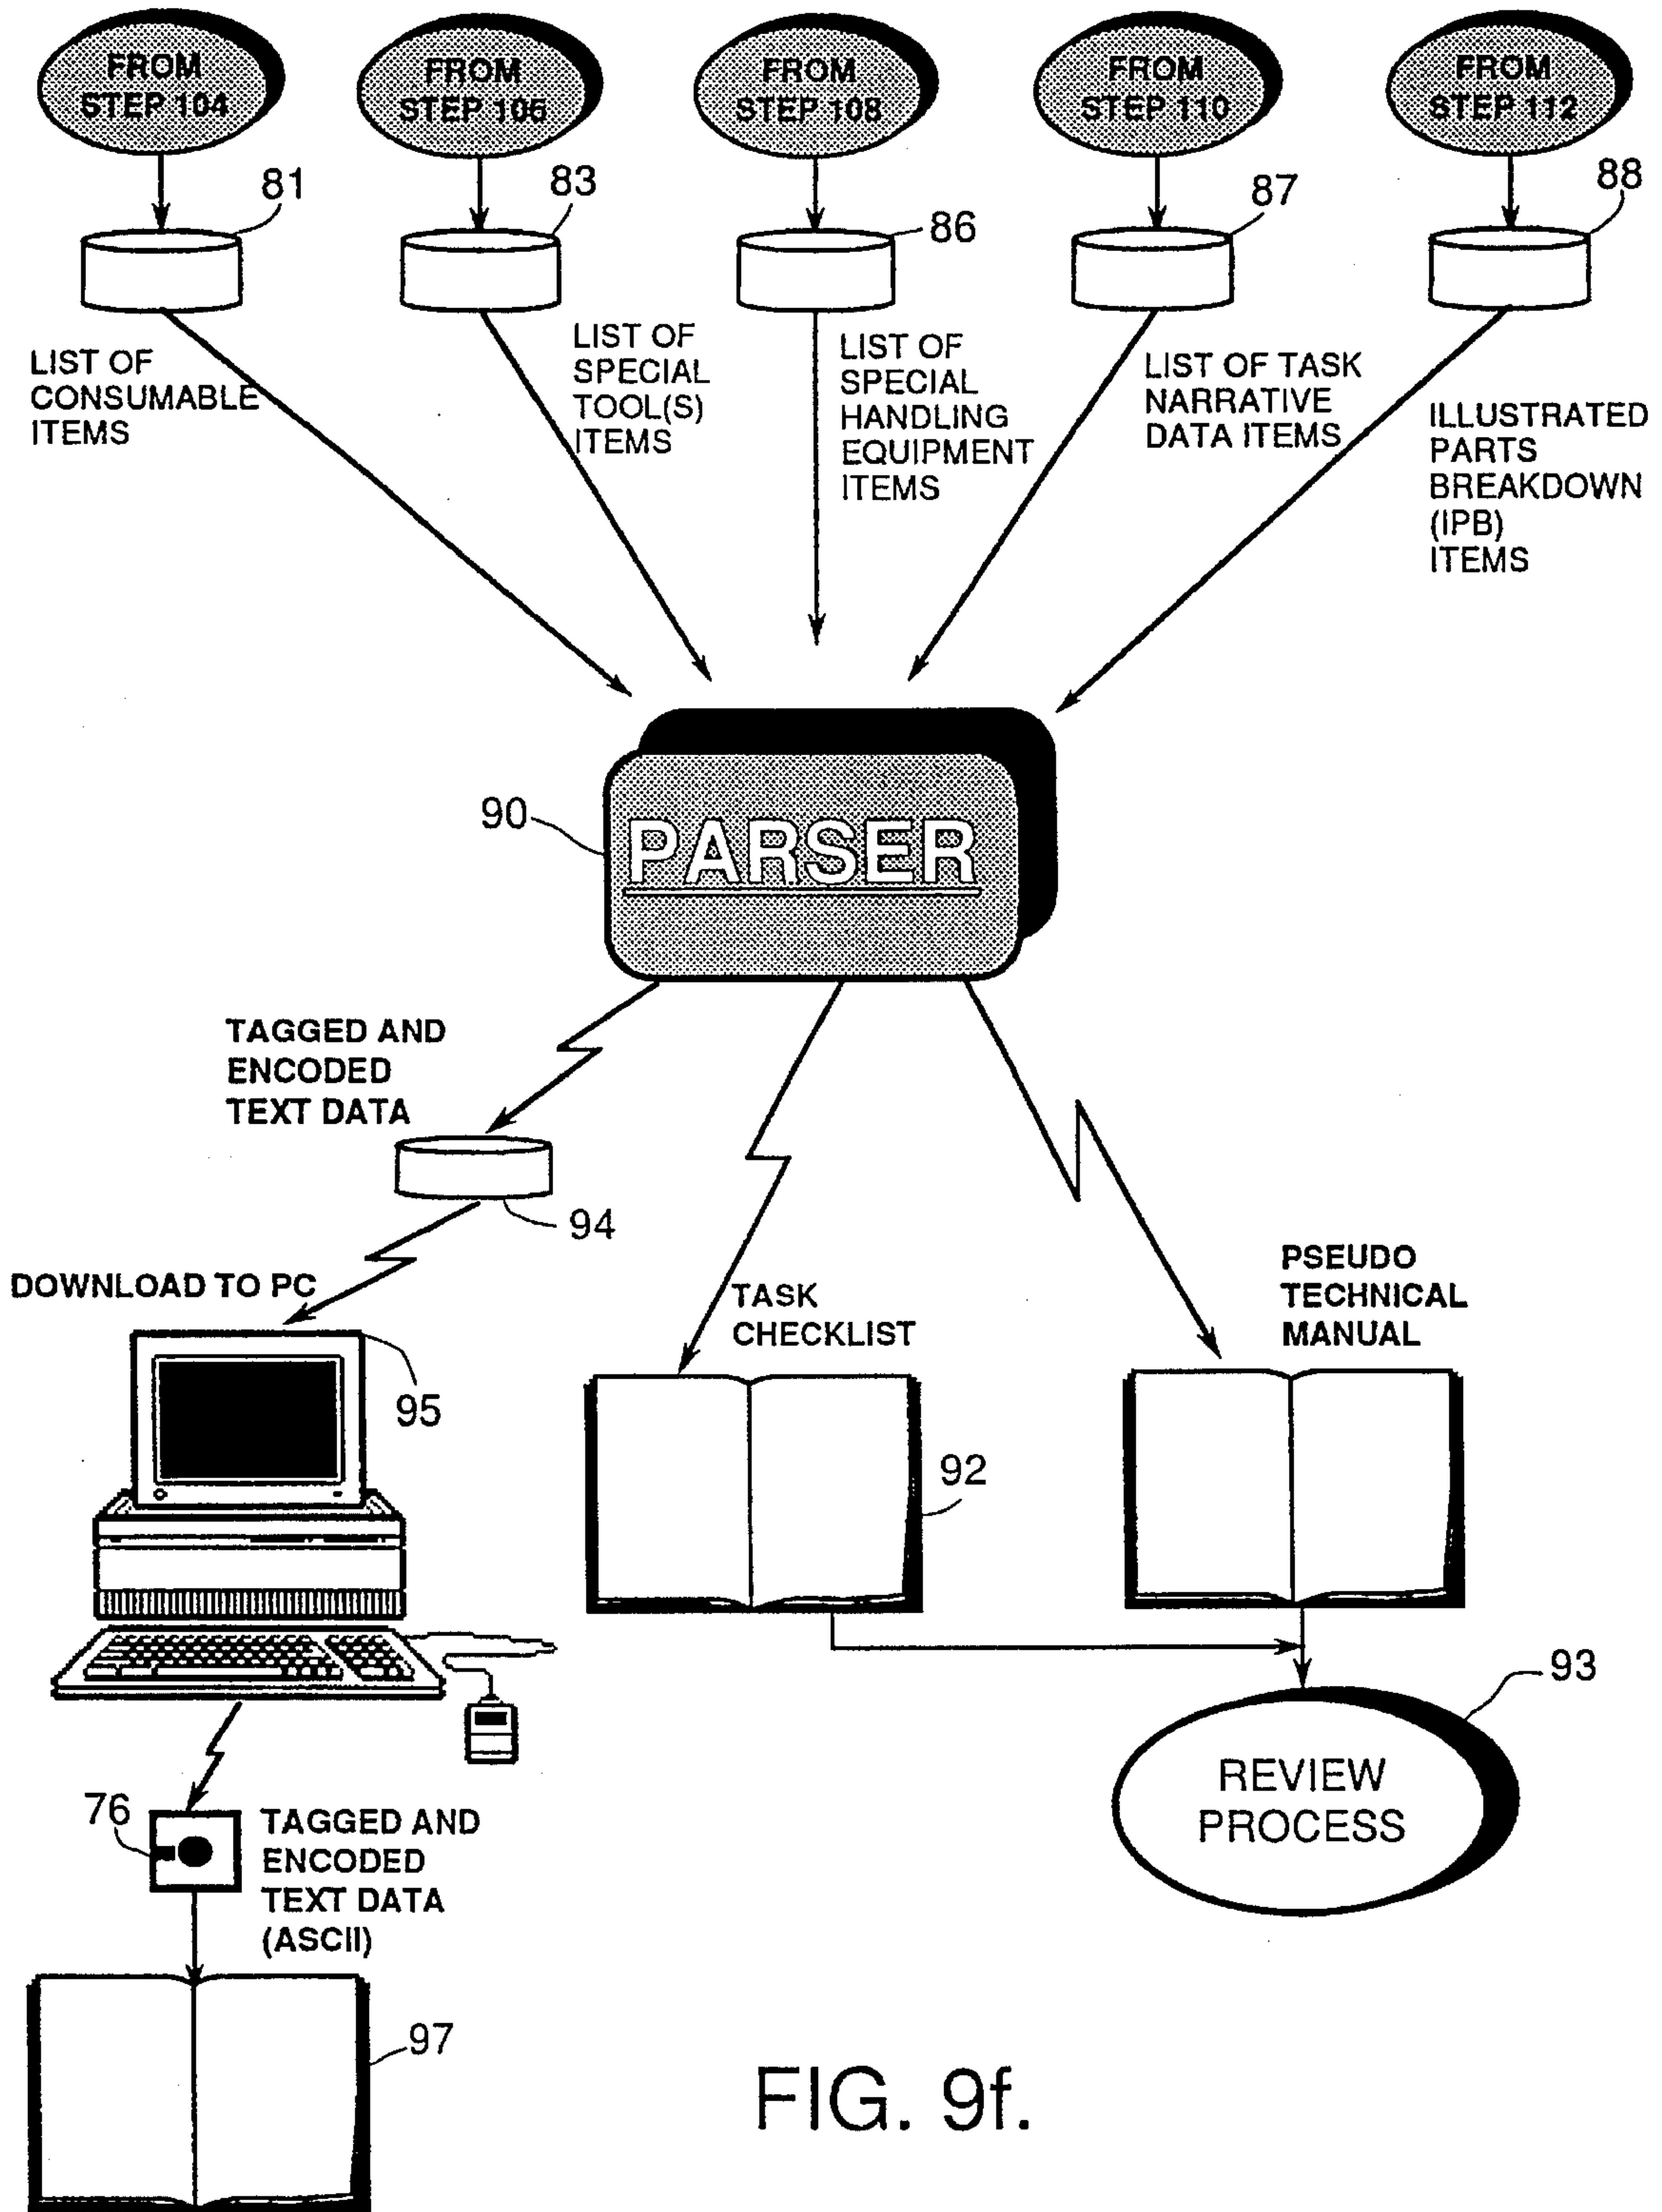 FROM
STEP 104
FROM
STEP 106
FROM
STEP 108
FROM
STEP 110
FROM
STEP 112
81
83
86
87
88
LIST OF
CONSUMABLE
ITEMS
LIST OF
SPECIAL
TOOL(S)
ITEMS
LIST OF
SPECIAL
HANDLING
EQUIPMENT
ITEMS
LIST OF TASK
NARRATIVE
DATA ITEMS
ILLUSTRATED
PARTS
BREAKDOWN
(IPB)
ITEMS
90
PARSER
TAGGED AND
ENCODED
TEXT DATA
94
DOWNLOAD TO PC
95
TASK
CHECKLIST
92
PSEUDO
TECHNICAL
MANUAL
93
REVIEW
PROCESS
76
TAGGED AND
ENCODED
TEXT DATA
(ASCII)
97
FIG. 9f.